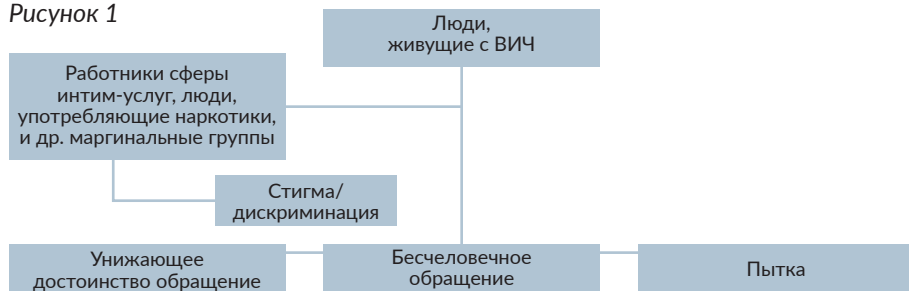 Рисунок 1
Люди,
живущие с ВИЧ
Работники сферы
интим-услуг, люди,
употребляющие наркотики,
и др. маргинальные группы
Стигма/
дискриминация
Унижающее
достоинство обращение
Бесчеловечное
обращение
Пытка